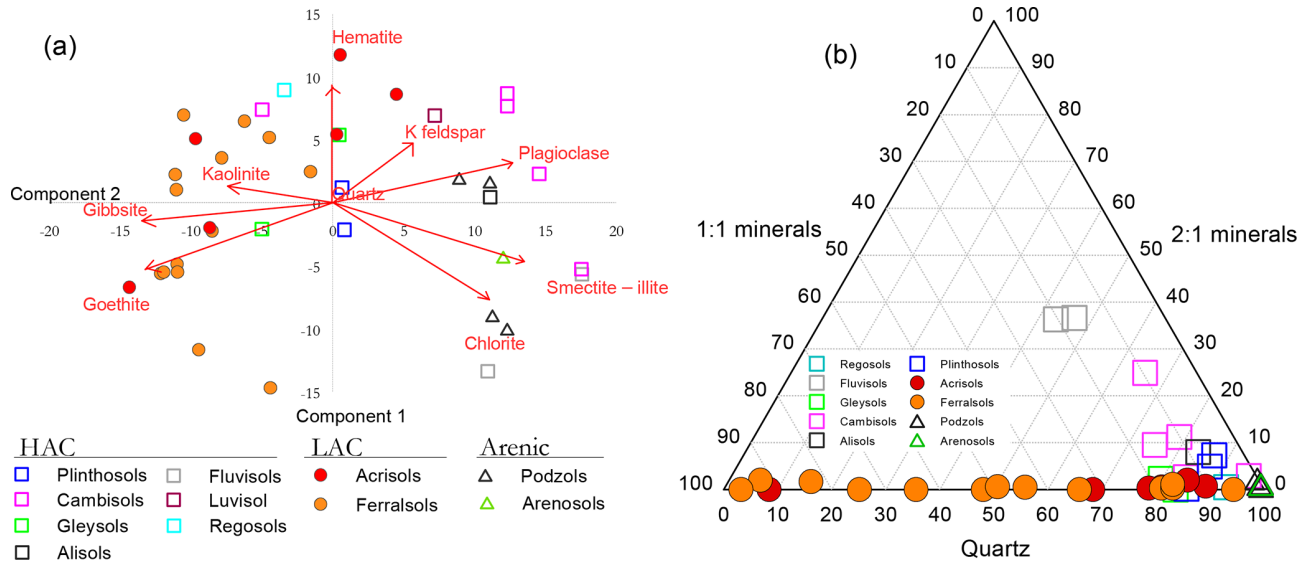 (a)
15
Hematite
10
5
K feldspar
Plagioclase
Kaolinite
Quartz
Component 2
0
Gibbsite
-20 -15 -10 -5 5 10 15 20
-5
Smectite – illite
Goethite
-10
Chlorite
-15
Component 1
HAC LAC Arenic
Plinthosols Fluvisols Acrisols Podzols
Cambisols Luvisol Ferralsols Arenosols
Gleysols Regosols
Alisols
(b)
0 100
10 90
20 80
30 70
40 60
1:1 minerals 2:1 minerals
50 50
60 40
70 30
Regosols Plinthosols
Fluvisols Acrisols
80 20
Gleysols Ferralsols
Cambisols Podzols
Alisols Arenosols
90 10
100 0
0 10 20 30 40 50 60 70 80 90 100
Quartz